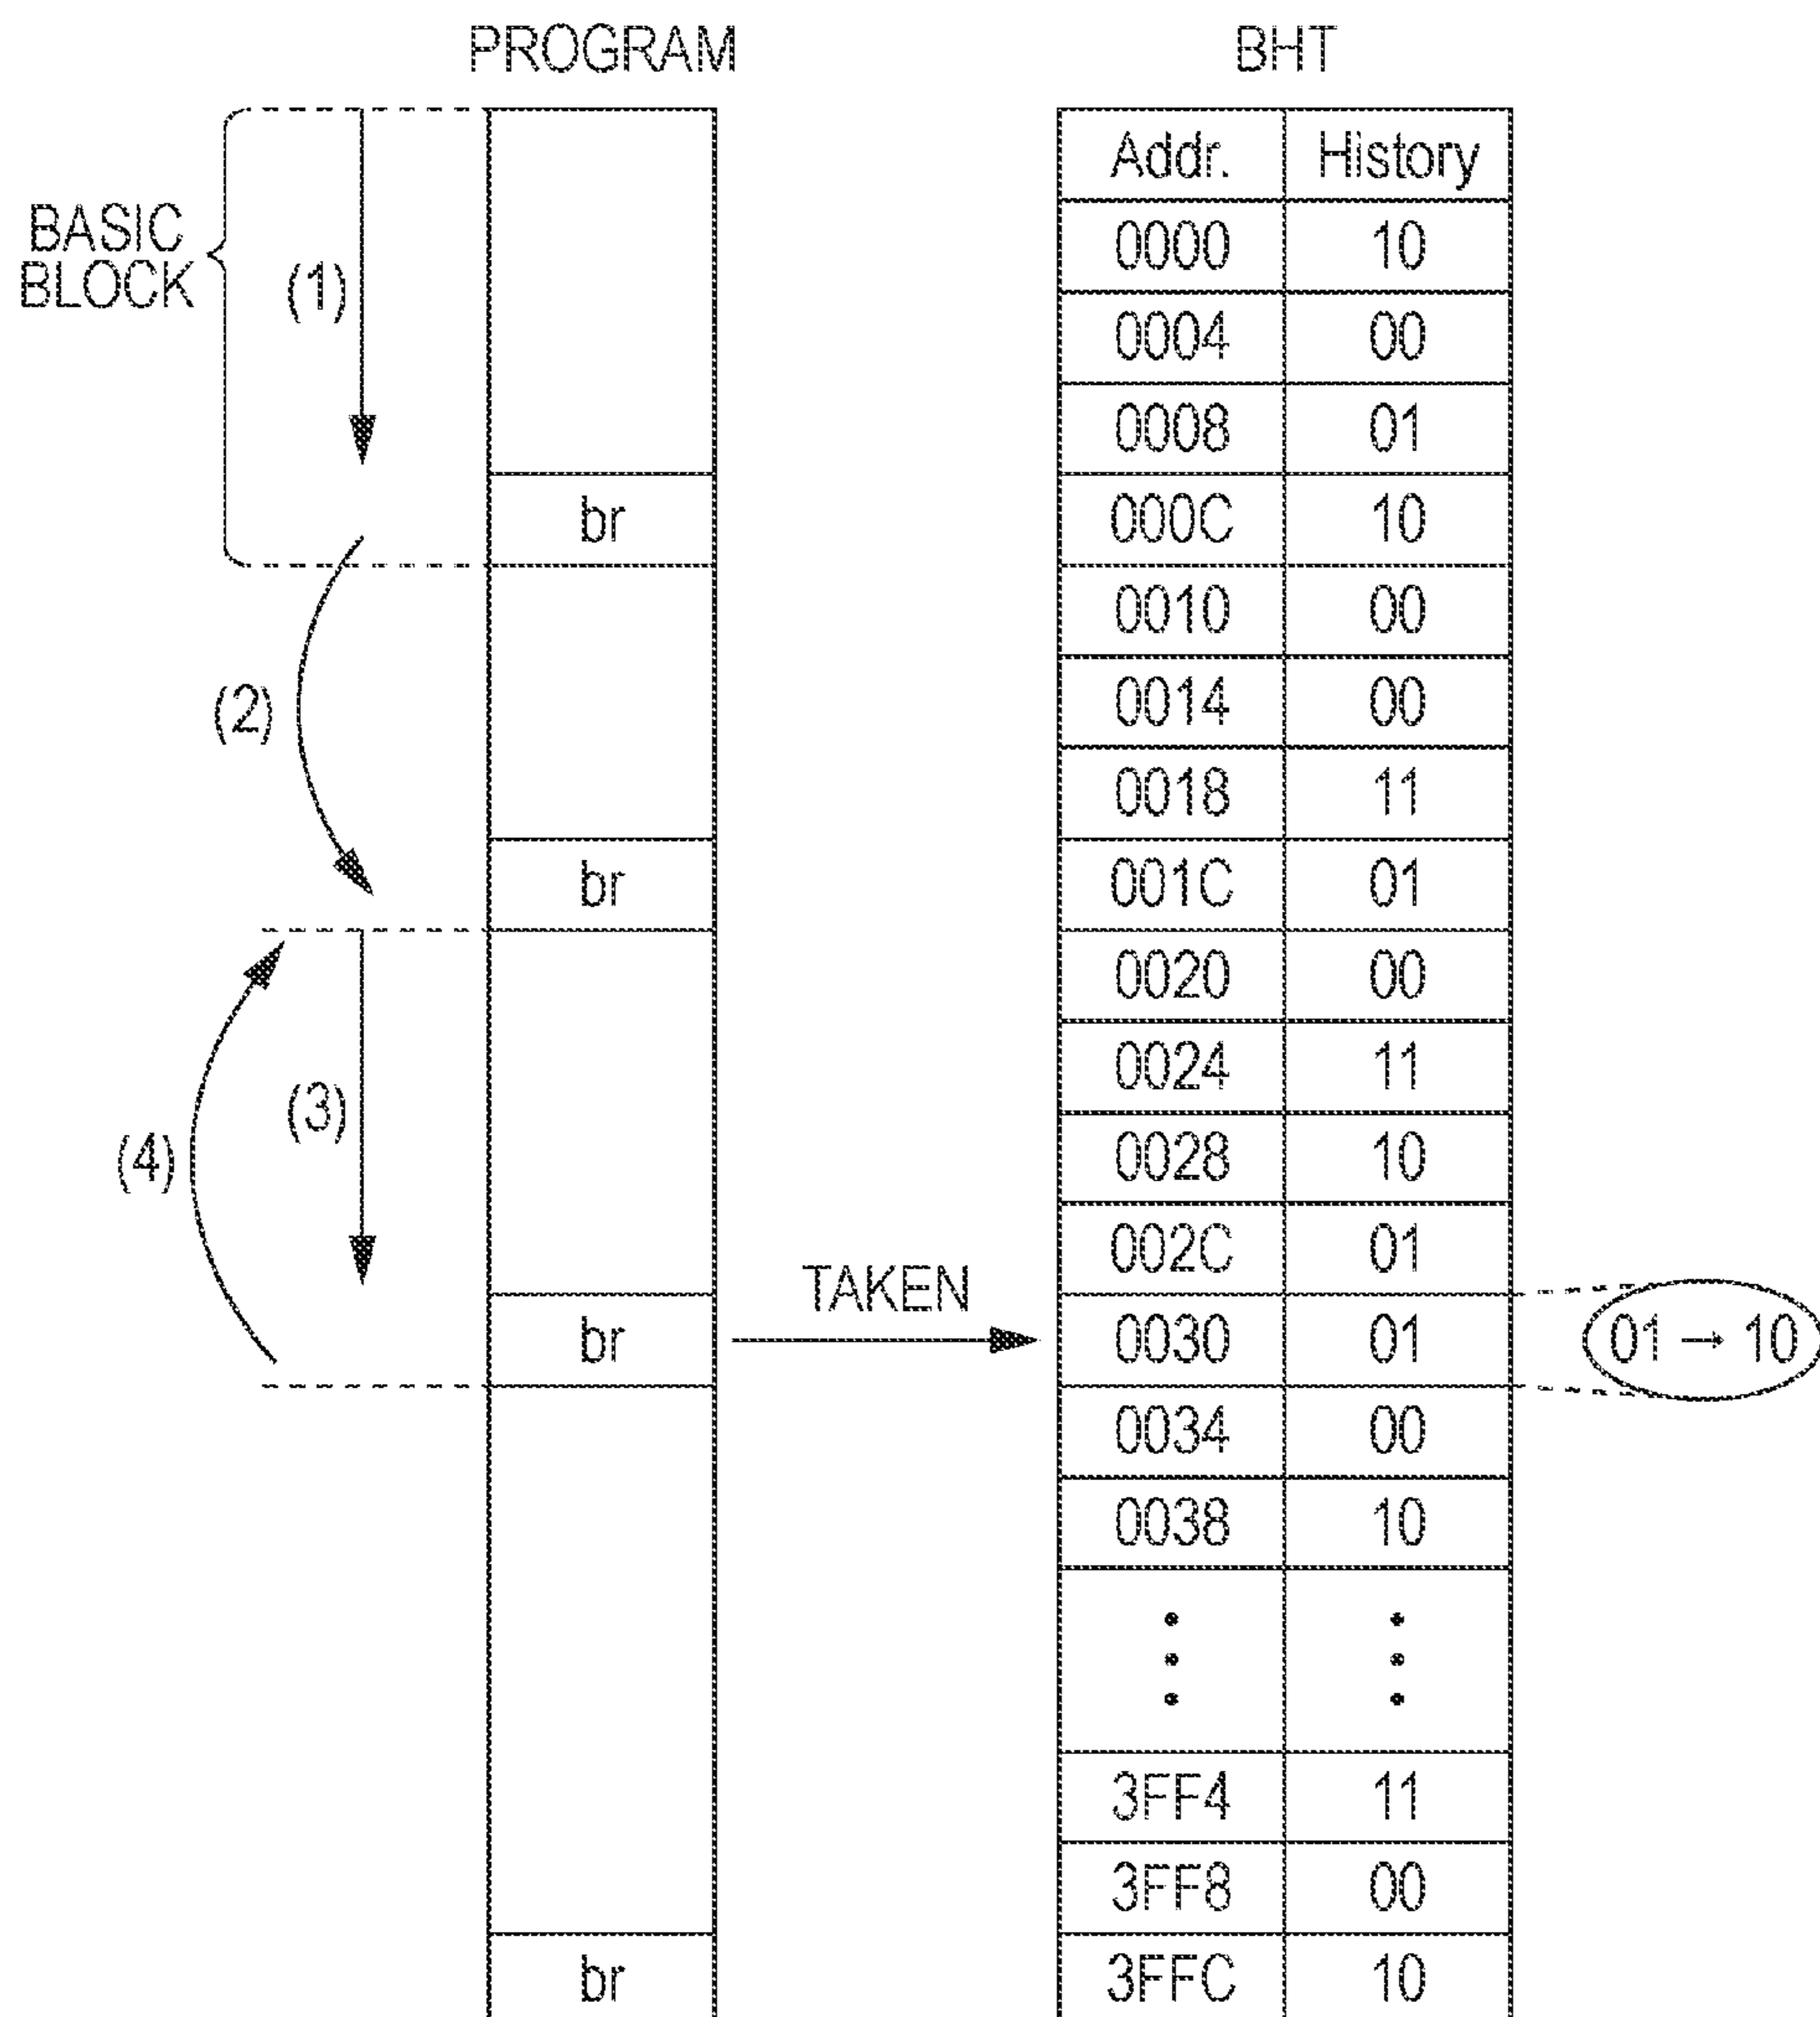 PROGRAM BHT
Addr. History
0000 10
BASIC
BLOCK
(1)
0004 00
0008 01
br 000C 10
0010 00
(2) 0014 00
0018 11
br 001C 01
0020 00
0024 11
(3)
(4) 0028 10
002C 01
TAKEN
br 0030 01 01 → 10
0034 00
0038 10
3FF4 11
3FF8 00
br 3FFC 10